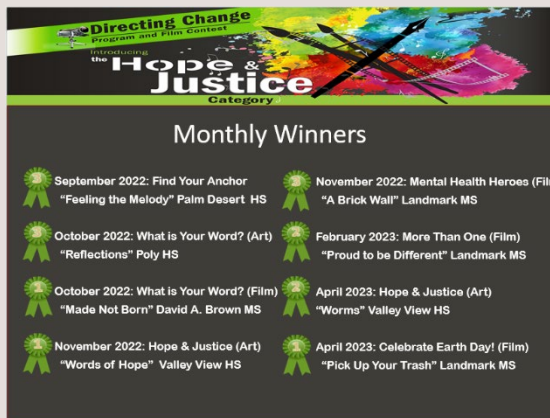 Directing Change
Program and Film Contest
Introducing
the Hope &
Justice
Category
Monthly Winners
September 2022: Find Your Anchor
"Feeling the Melody" Palm Desert HS
October 2022: What is Your Word? (Art)
"Reflections" Poly HS
October 2022: What is Your Word? (Film)
"Made Not Born" David A. Brown MS
November 2022: Hope & Justice (Art)
"Words of Hope" Valley View HS
November 2022: Mental Health Heroes (Fil
"A Brick Wall" Landmark MS
February 2023: More Than One (Film)
"Proud to be Different" Landmark MS
April 2023: Hope & Justice (Art)
"Worms" Valley View HS
April 2023: Celebrate Earth Day! (Film)
"Pick Up Your Trash" Landmark MS